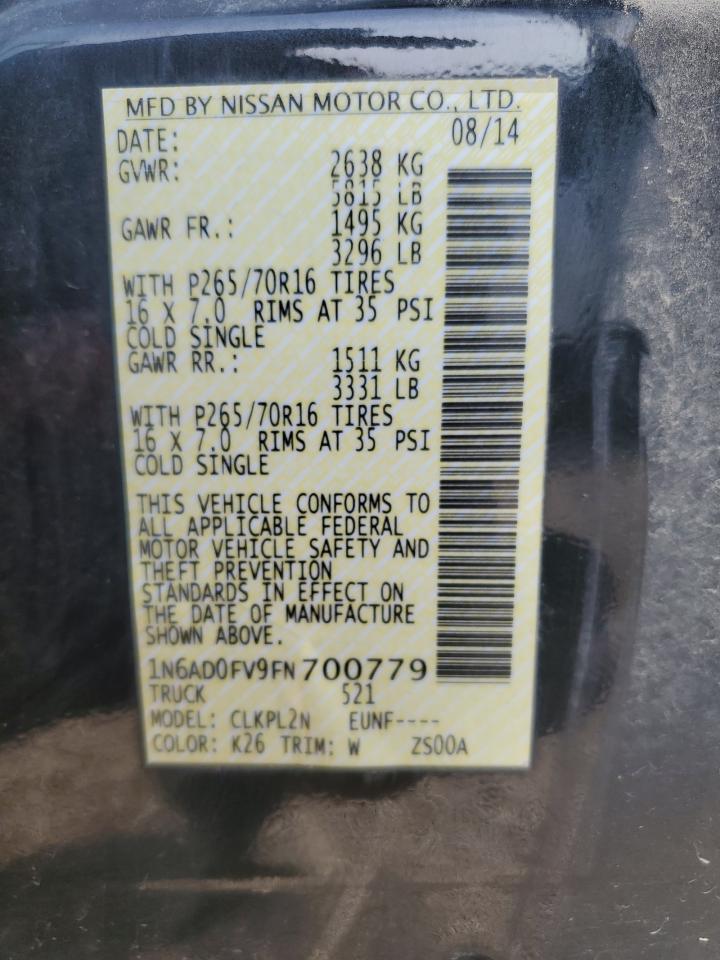 MFD BY NISSAN MOTOR CO., LTD.
DATE: 08/14
GVWR: 2638 KG
5815 LB
GAWR FR.: 1495 KG
3296 LB
WITH P265/70R16 TIRES
16 X 7.0 RIMS AT 35 PSI
COLD SINGLE
GAWR RR.: 1511 KG
3331 LB
WITH P265/70R16 TIRES
16 X 7.0 RIMS AT 35 PSI
COLD SINGLE
THIS VEHICLE CONFORMS TO
ALL APPLICABLE FEDERAL
MOTOR VEHICLE SAFETY AND
THEFT PREVENTION
STANDARDS IN EFFECT ON
THE DATE OF MANUFACTURE
SHOWN ABOVE.
1N6AD0FV9FN700779
TRUCK 521
MODEL: CLKPL2N EUNF----
COLOR: K26 TRIM: W ZS00A